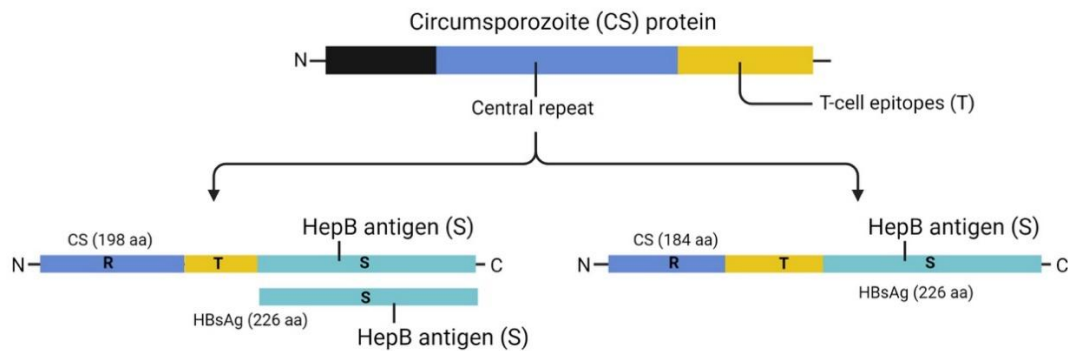 Circumsporozoite (CS) protein
N
Central repeat
T-cell epitopes (T)
HepB antigen (S)
CS (198 aa)
N R T S C
S
HBsAg (226 aa)
HepB antigen (S)
HepB antigen (S)
CS (184 aa)
N R T S C
HBsAg (226 aa)